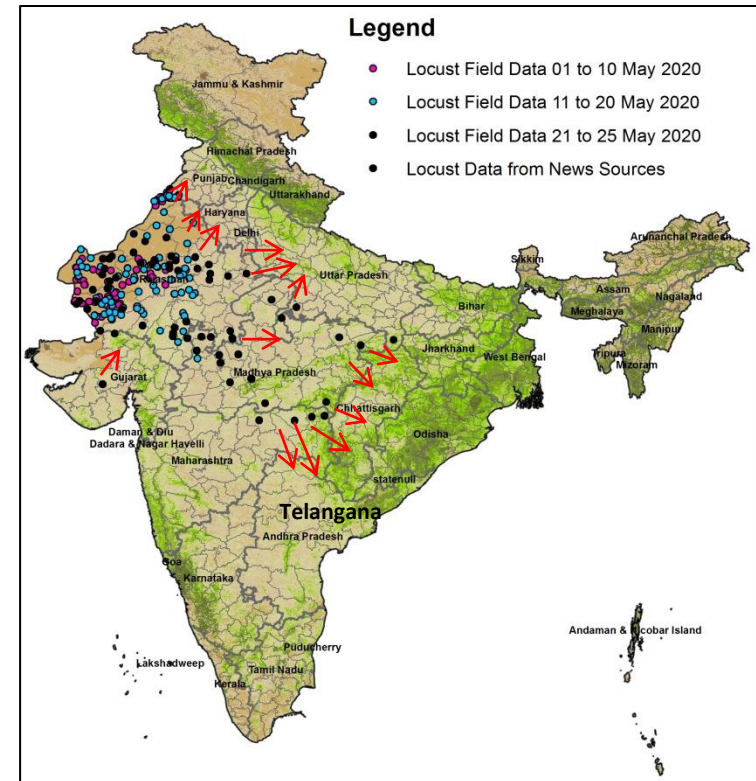 Legend
Locust Field Data 01 to 10 May 2020
Locust Field Data 11 to 20 May 2020
Locust Field Data 21 to 25 May 2020
Locust Data from News Sources
Jammu & Kashmir
Himachal Pradesh
Punjab
Chandigarh
Uttarakhand
Haryana
Delhi
Arunanchal Pradesh
Sikkim
Uttar Pradesh
Assam
Nagaland
Rajasthan
Bihar
Meghalaya
Manipur
Jharkhand
West Bengal
Tripura
Mizoram
Gujarat
Madhya Pradesh
Chhattisgarh
Daman & Diu
Dadara & Nagar Havelli
Odisha
Maharashtra
statenull
Telangana
Andhra Pradesh
Goa
Karnataka
Andaman & Nicobar Island
Puducherry
Lakshadweep
Tamil Nadu
Kerala